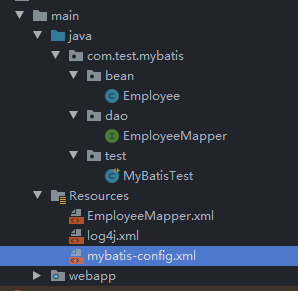 main
java
com.test.mybatis
bean
Employee
dao
EmployeeMapper
test
MyBatisTest
Resources
EmployeeMapper.xml
log4j.xml
mybatis-config.xml
webapp